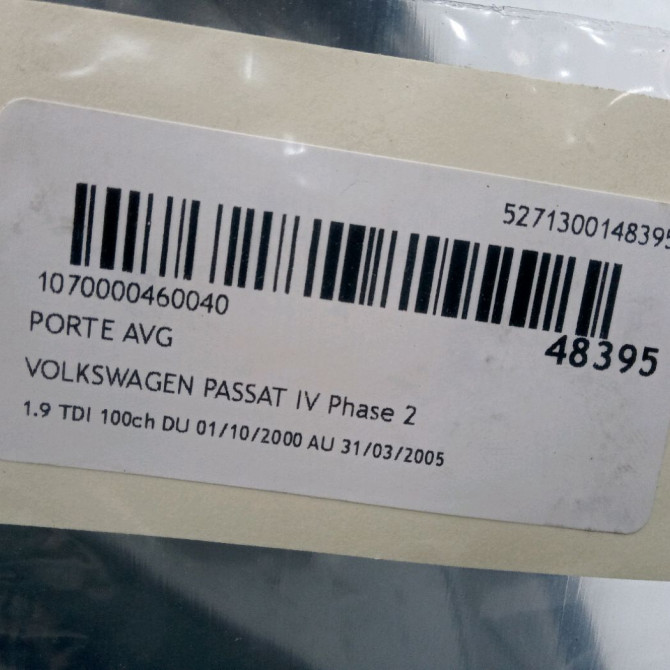 5271300148395
1070000460040
48395
PORTE AVG
VOLKSWAGEN PASSAT IV Phase 2
1.9 TDI 100ch DU 01/10/2000 AU 31/03/2005